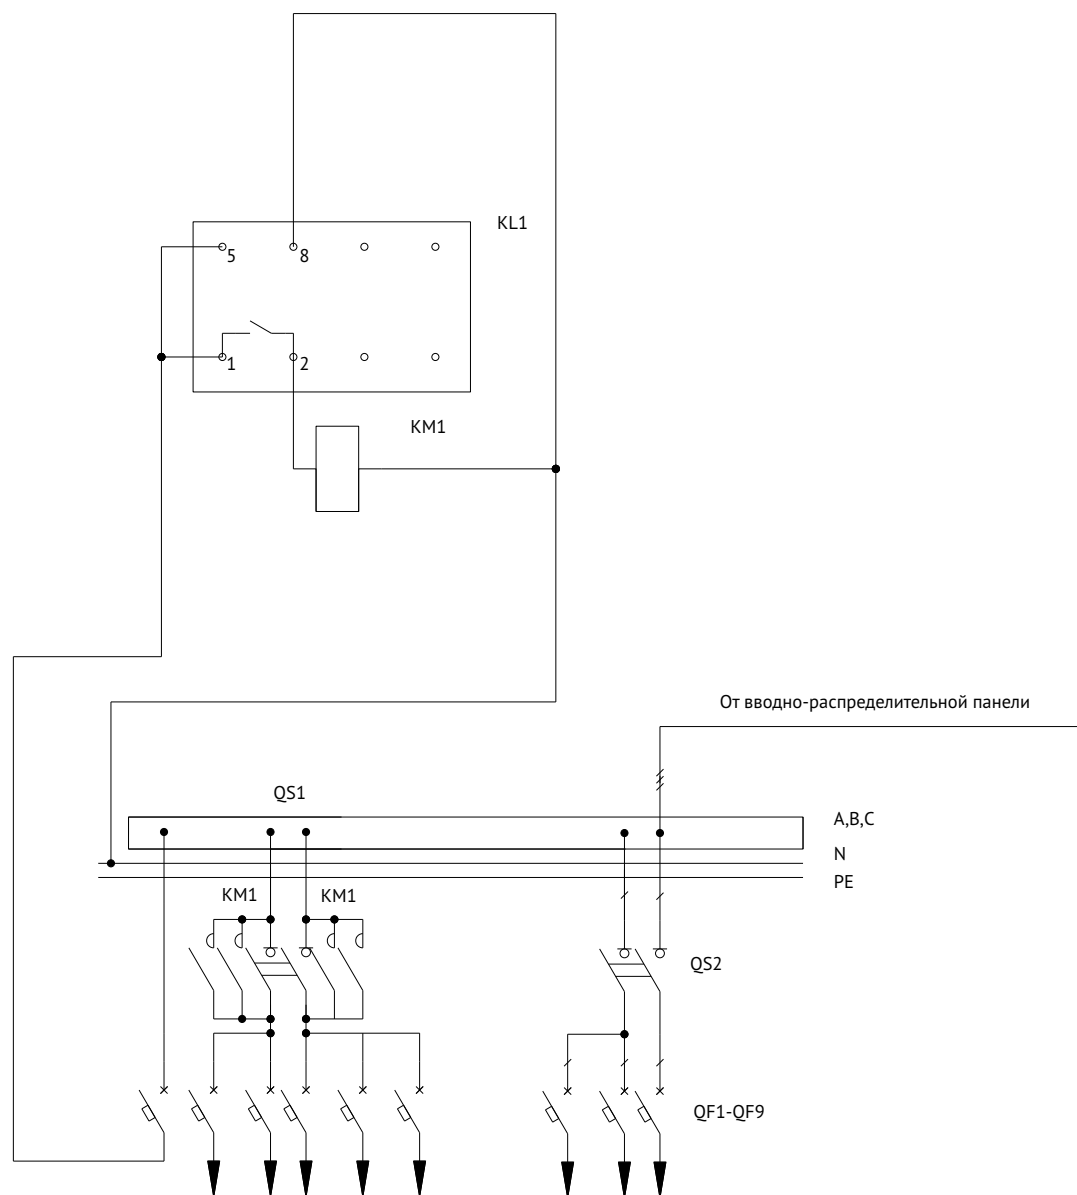 KL1
5
8
1
2
KM1
От вводно-распределительной панели
QS1
A,B,C
N
PE
KM1
KM1
QS2
QF1-QF9